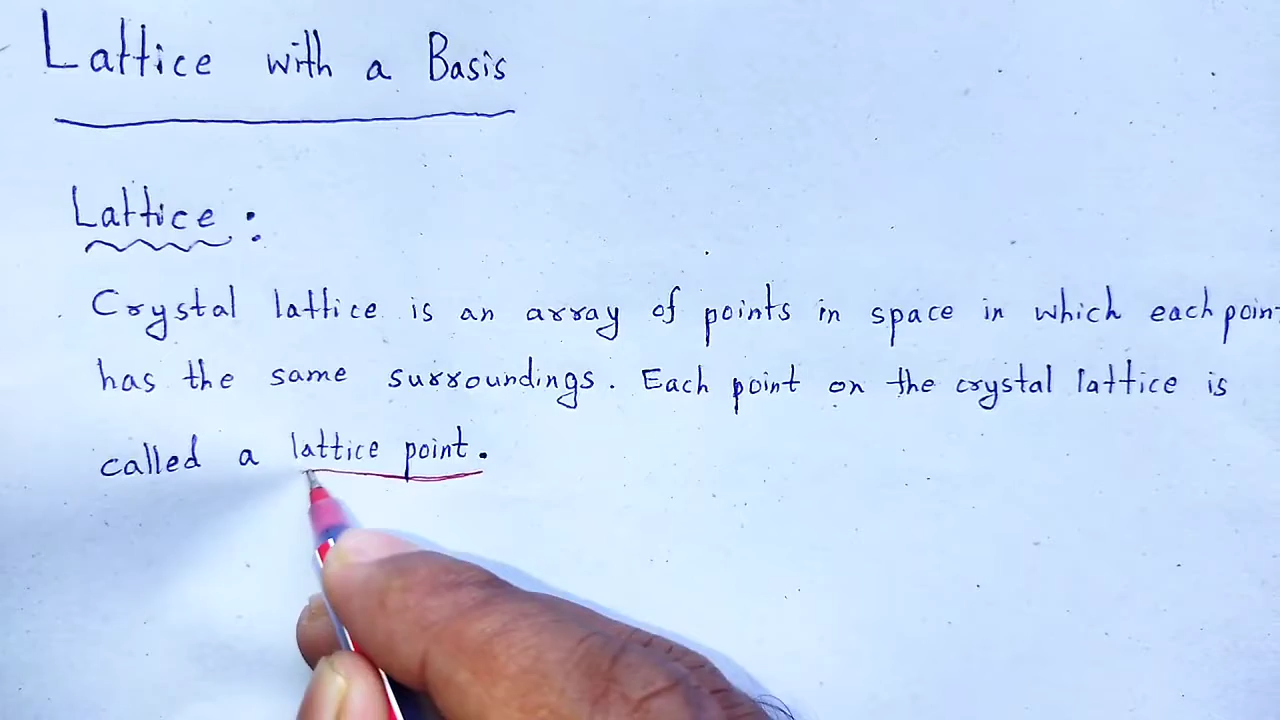 Lattice with a Basis
Lattice :
Crystal lattice is an array of points in space in which each point
has the same surroundings. Each point on the crystal lattice is
called a lattice point.